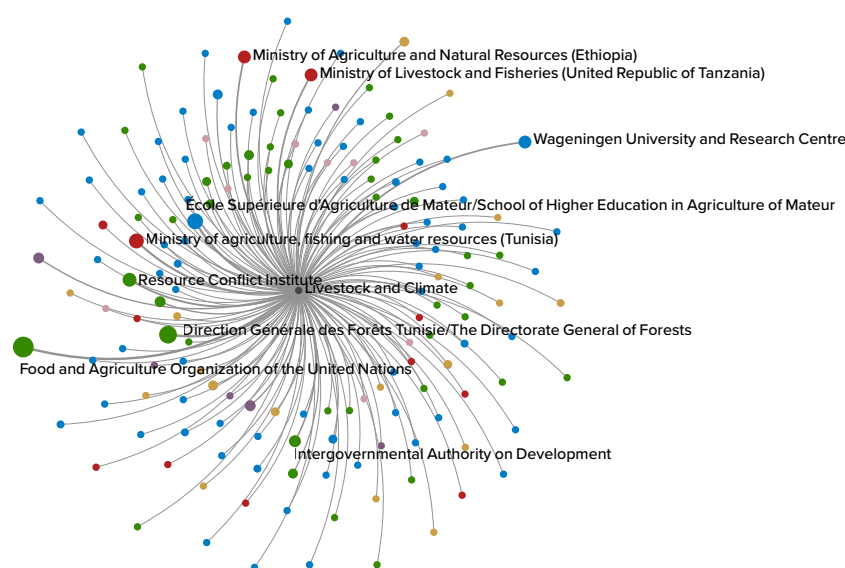 Ministry of Agriculture and Natural Resources (Ethiopia)
Ministry of Livestock and Fisheries (United Republic of Tanzania)
Wageningen University and Research Centre
École Supérieure d'Agriculture de Mateur/School of Higher Education in Agriculture of Mateur
Ministry of agriculture, fishing and water resources (Tunisia)
Resource Conflict Institute
Livestock and Climate
Direction Générale des Forêts Tunisie/The Directorate General of Forests
Food and Agriculture Organization of the United Nations
Intergovernmental Authority on Development